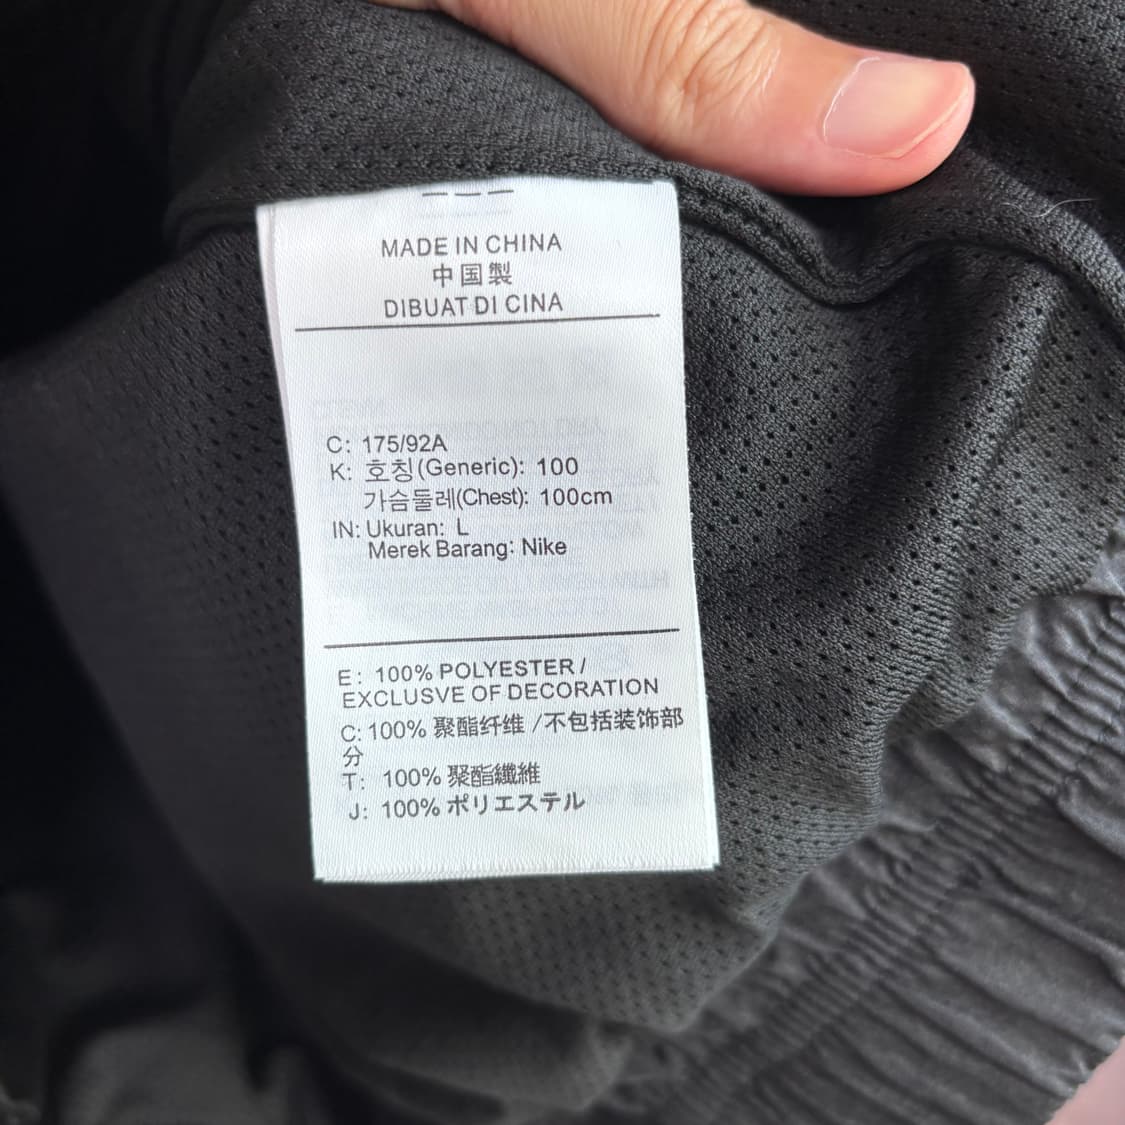 MADE IN CHINA
中国製
DIBUAT DI CINA
C: 175/92A
K: 호칭(Generic): 100
가슴둘레(Chest): 100cm
IN: Ukuran: L
Merek Barang: Nike
E: 100% POLYESTER /
EXCLUSVE OF DECORATION
C: 100% 聚酯纤维 /不包括装饰部
分
T: 100% 聚酯纖維
J: 100% ポリエステル